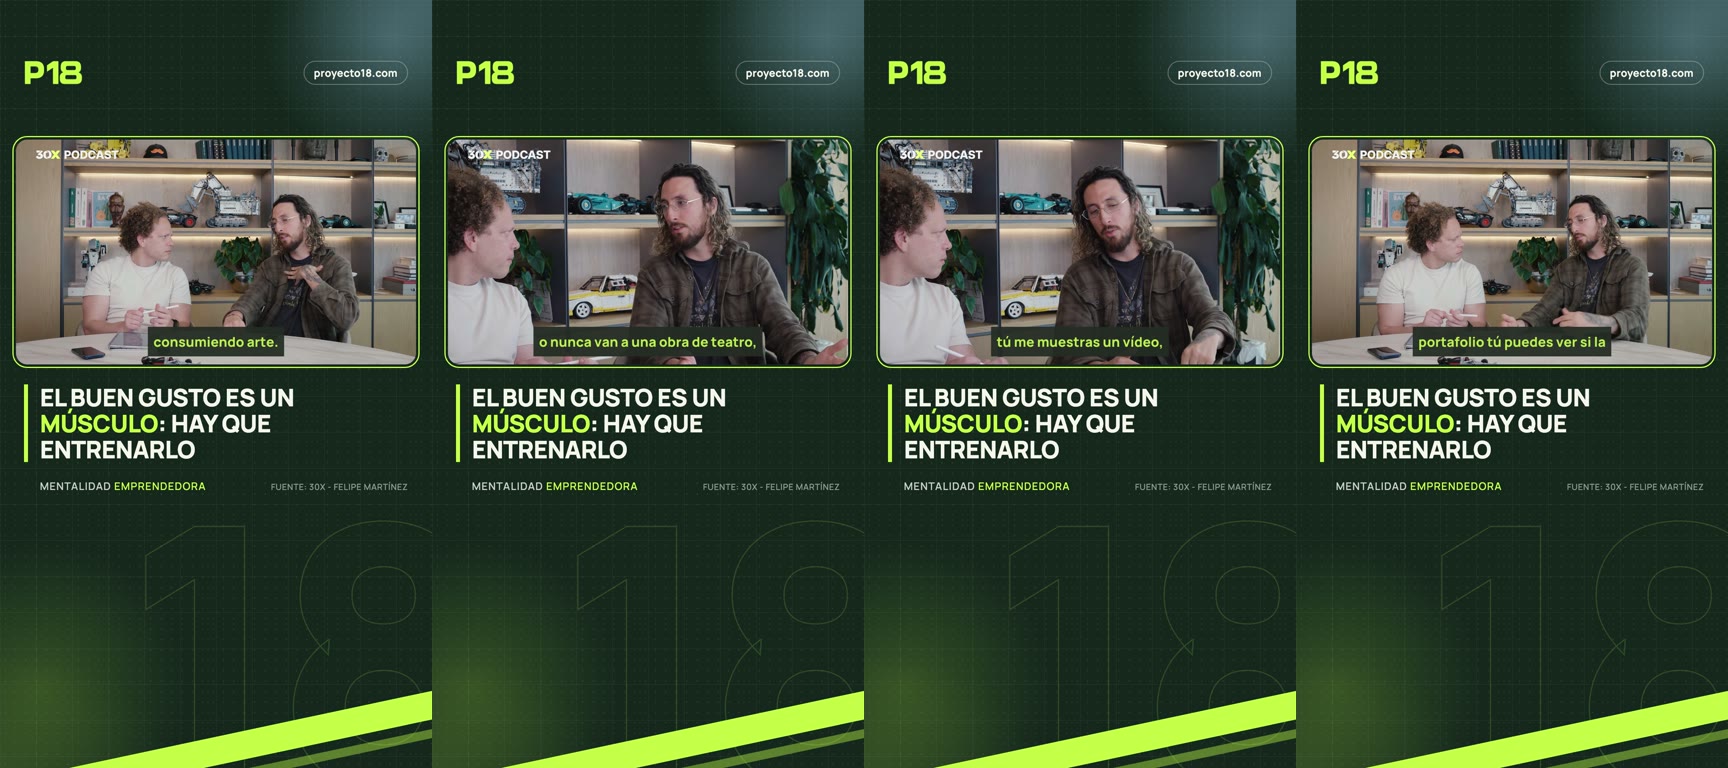 P18
proyecto18.com
30X PODCAST
consumiendo arte.
EL BUEN GUSTO ES UN
MÚSCULO: HAY QUE
ENTRENARLO
MENTALIDAD EMPRENDEDORA
FUENTE: 30X - FELIPE MARTÍNEZ
18
P18
proyecto18.com
30X PODCAST
o nunca van a una obra de teatro,
EL BUEN GUSTO ES UN
MÚSCULO: HAY QUE
ENTRENARLO
MENTALIDAD EMPRENDEDORA
FUENTE: 30X - FELIPE MARTÍNEZ
18
P18
proyecto18.com
30X PODCAST
tú me muestras un vídeo,
EL BUEN GUSTO ES UN
MÚSCULO: HAY QUE
ENTRENARLO
MENTALIDAD EMPRENDEDORA
FUENTE: 30X - FELIPE MARTÍNEZ
18
P18
proyecto18.com
30X PODCAST
portafolio tú puedes ver si la
EL BUEN GUSTO ES UN
MÚSCULO: HAY QUE
ENTRENARLO
MENTALIDAD EMPRENDEDORA
FUENTE: 30X - FELIPE MARTÍNEZ
18